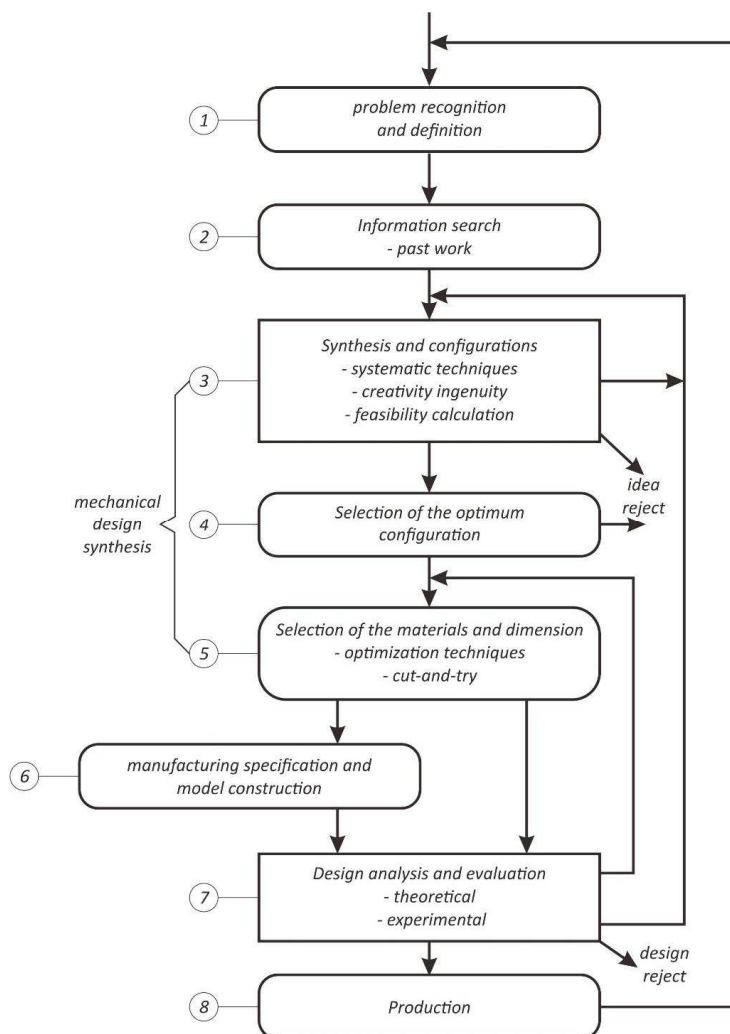 1
problem recognition
and definition
2
Information search
- past work
3
Synthesis and configurations
- systematic techniques
- creativity ingenuity
- feasibility calculation
idea
reject
mechanical
design
synthesis
4
Selection of the optimum
configuration
5
Selection of the materials and dimension
- optimization techniques
- cut-and-try
6
manufacturing specification and
model construction
7
Design analysis and evaluation
- theoretical
- experimental
design
reject
8
Production